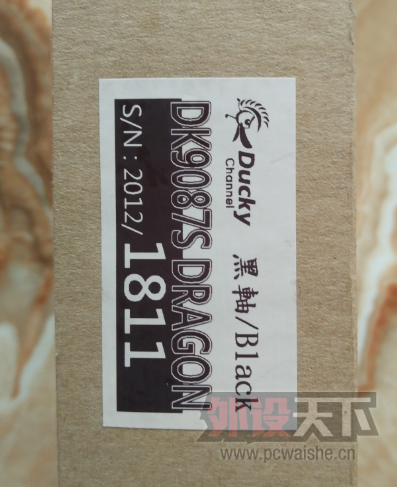 Ducky
Channel
黑軸/Black
DK9087S DRAGON
S/N : 2012/ 1811
外设天下
www.pcwaishe.cn